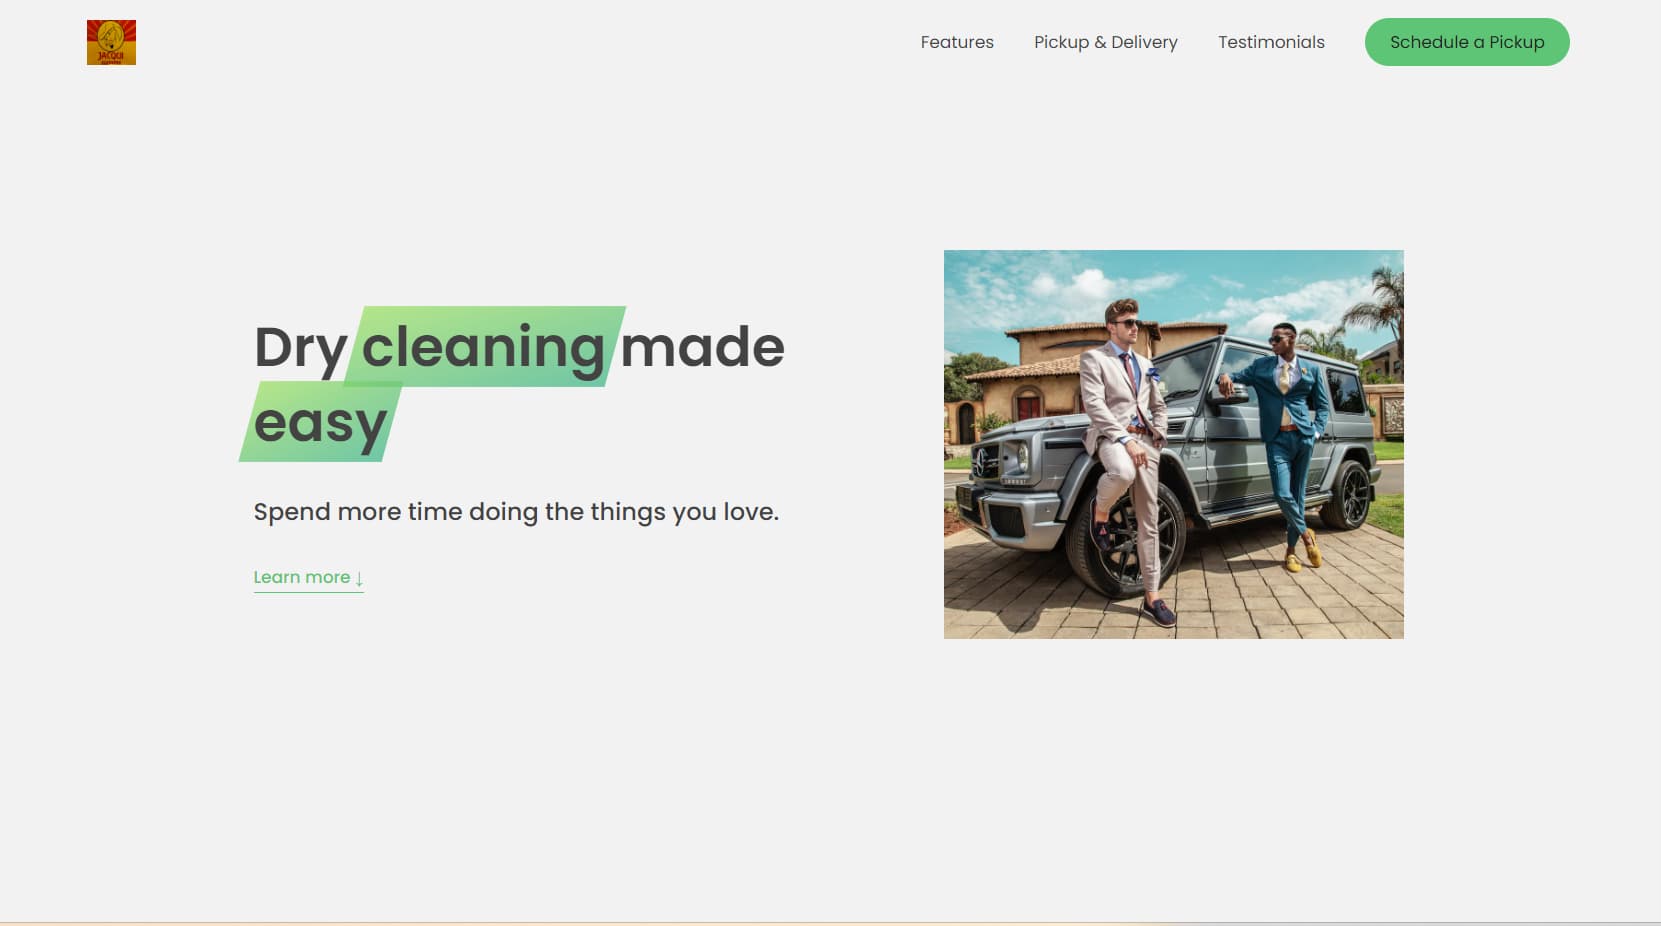 JACQUI
Features
Pickup & Delivery
Testimonials
Schedule a Pickup
Dry cleaning made
easy
Spend more time doing the things you love.
Learn more ↓